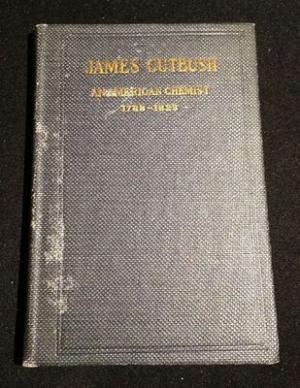 JAMES CUTBUSH
AN AMERICAN CHEMIST
1788-1823